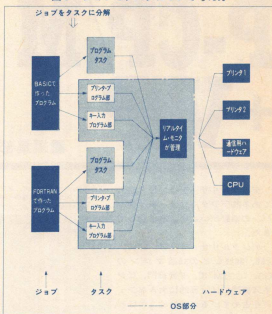 ジョブをタスクに分解
プログラム
タスク
BASICで
作った
プログラム
プリンタ・プ
ログラム部
キー入力
プログラム部
プログラム
タスク
FORTRAN
で作った
プログラム
プリンタ・プ
ログラム部
キー入力
プログラム部
リアルタイ
ム・モニタ
が管理
プリンタ1
プリンタ2
通信用ハ
ードウェア
CPU
ジョブ
タスク
ハードウェア
OS部分